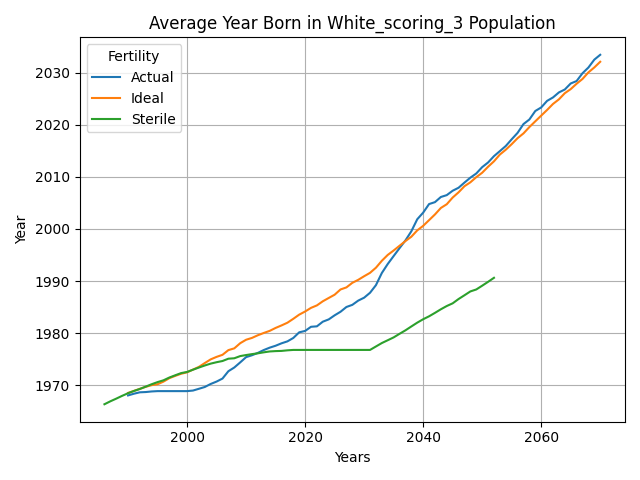 Average Year Born in White_scoring_3 Population
Fertility
Actual
Ideal
Sterile
2030
2020
2010
2000
1990
1980
1970
Year
2000
2020
2040
2060
Years